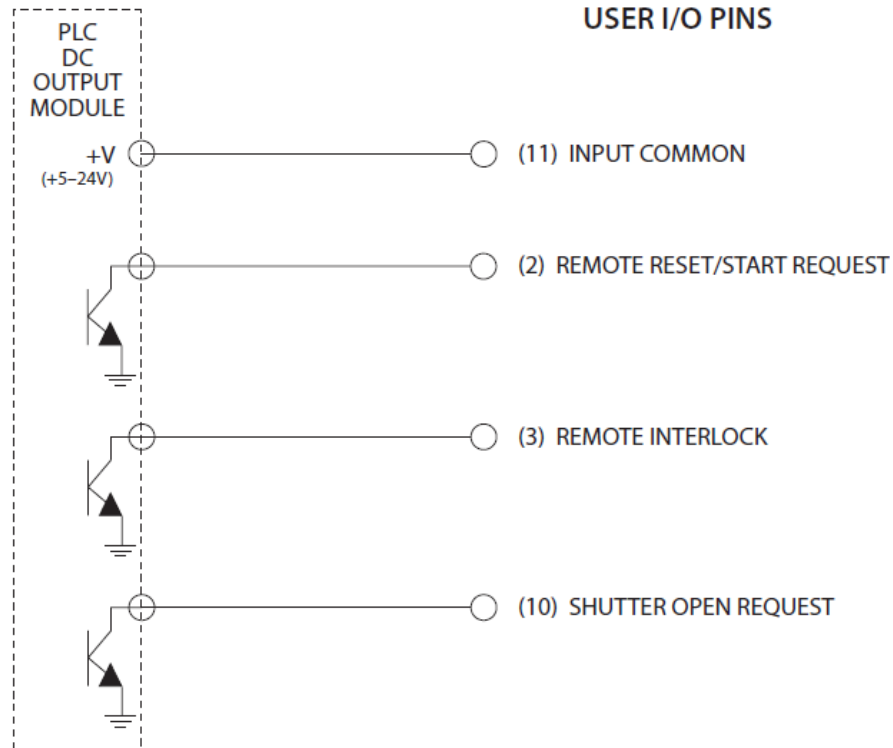 USER I/O PINS
PLC
DC
OUTPUT
MODULE
+V
(+5–24V)
(11) INPUT COMMON
(2) REMOTE RESET/START REQUEST
(3) REMOTE INTERLOCK
(10) SHUTTER OPEN REQUEST